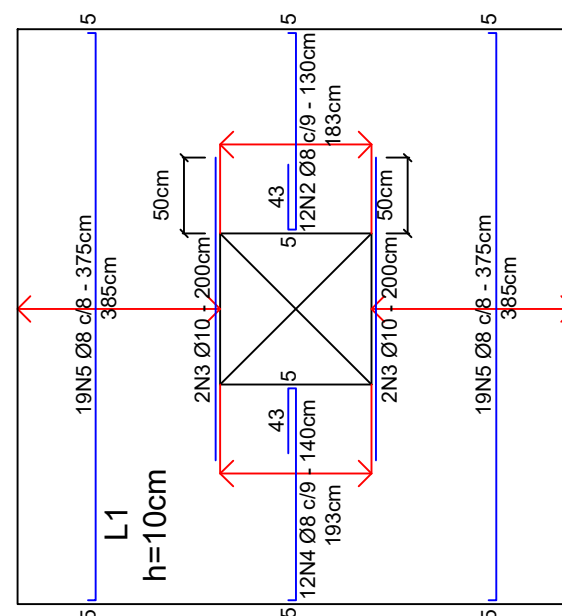 5
5
5
19N5 Ø8 c/8 - 375cm
385cm
50cm
2N3 Ø10 - 200cm
43
5
12N2 Ø8 c/9 - 130cm
183cm
50cm
2N3 Ø10 - 200cm
19N5 Ø8 c/8 - 375cm
385cm
5
43
12N4 Ø8 c/9 - 140cm
193cm
L1
h=10cm
5
5
5